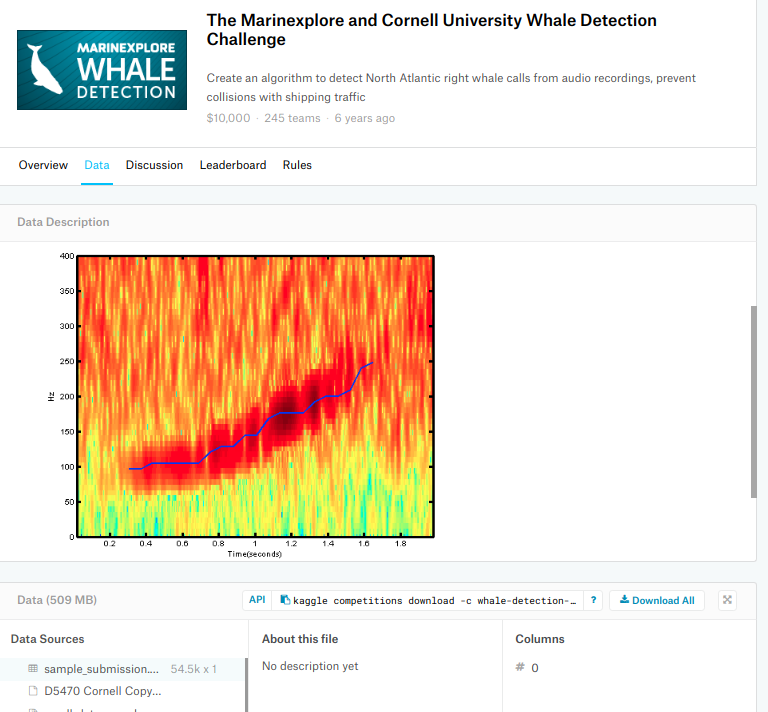 The Marinexplore and Cornell University Whale Detection
Challenge
MARINEXPLORE
WHALE
DETECTION
Create an algorithm to detect North Atlantic right whale calls from audio recordings, prevent
collisions with shipping traffic
$10,000 · 245 teams · 6 years ago
Overview Data Discussion Leaderboard Rules
Data Description
400
350
300
250
Hz
200
150
100
50
0
0.2 0.4 0.6 0.8 1 1.2 1.4 1.6 1.8
Time(seconds)
Data (509 MB)
API kaggle competitions download -c whale-detection-… ? Download All
Data Sources
About this file
Columns
sample_submission.... 54.5k x 1
No description yet
# 0
D5470 Cornell Copy...